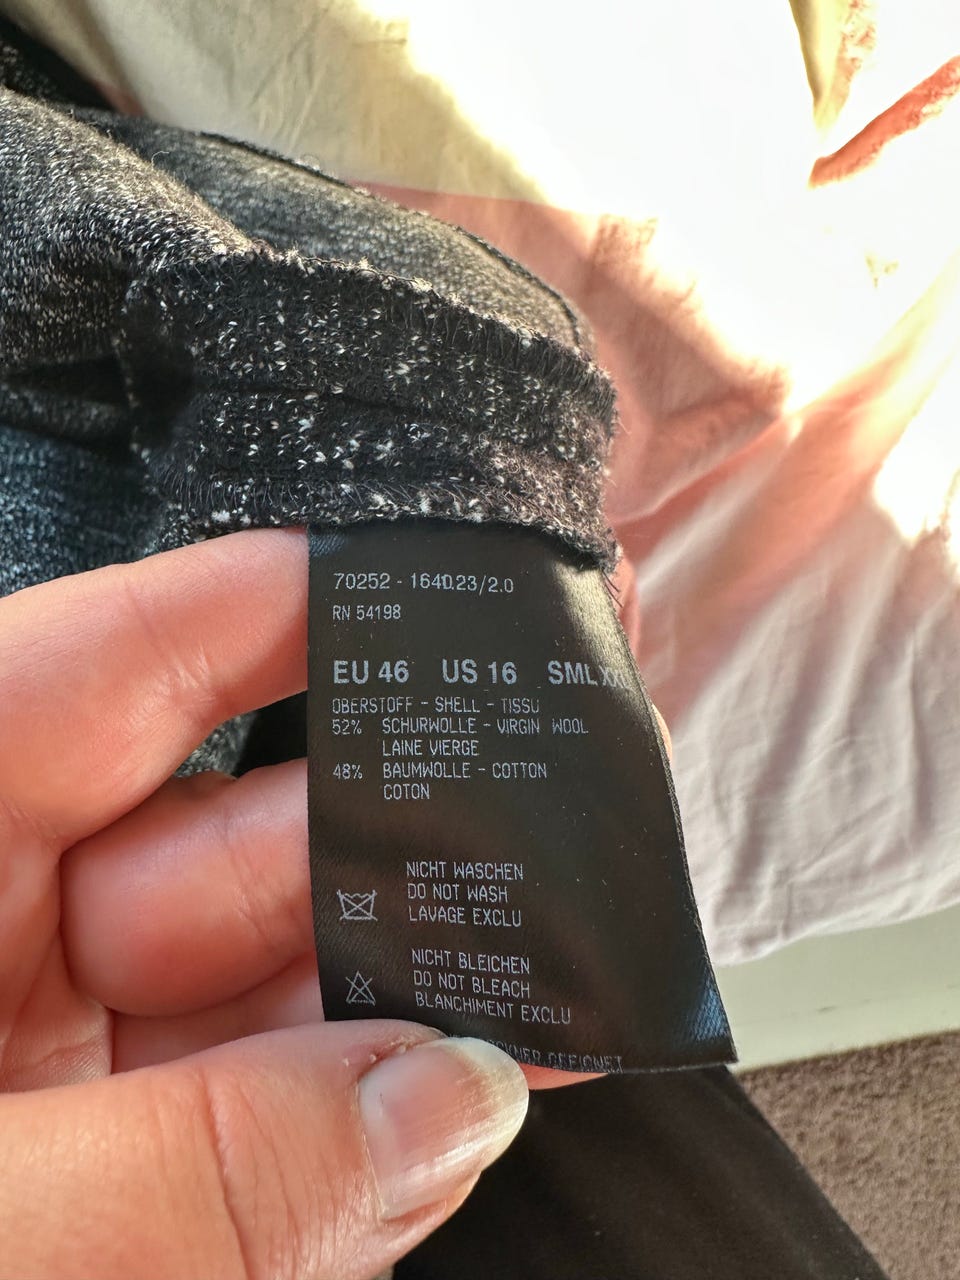 70252 - 1640.23/2.0
RN 54198
EU 46 US 16 SML
OBERSTOFF - SHELL - TISSU
52% SCHURWOLLE - VIRGIN WOOL
LAINE VIERGE
48% BAUMWOLLE - COTTON
COTON
NICHT WASCHEN
DO NOT WASH
LAVAGE EXCLU
NICHT BLEICHEN
DO NOT BLEACH
BLANCHIMENT EXCLU